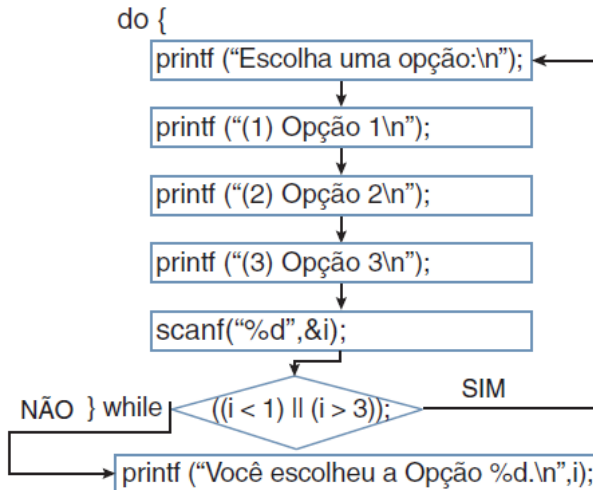 do {
printf (“Escolha uma opção:\n”);
printf (“(1) Opção 1\n”);
printf (“(2) Opção 2\n”);
printf (“(3) Opção 3\n”);
scanf(“%d”,&i);
SIM
NÃO } while ((i < 1) || (i > 3));
printf (“Você escolheu a Opção %d.\n”,i);